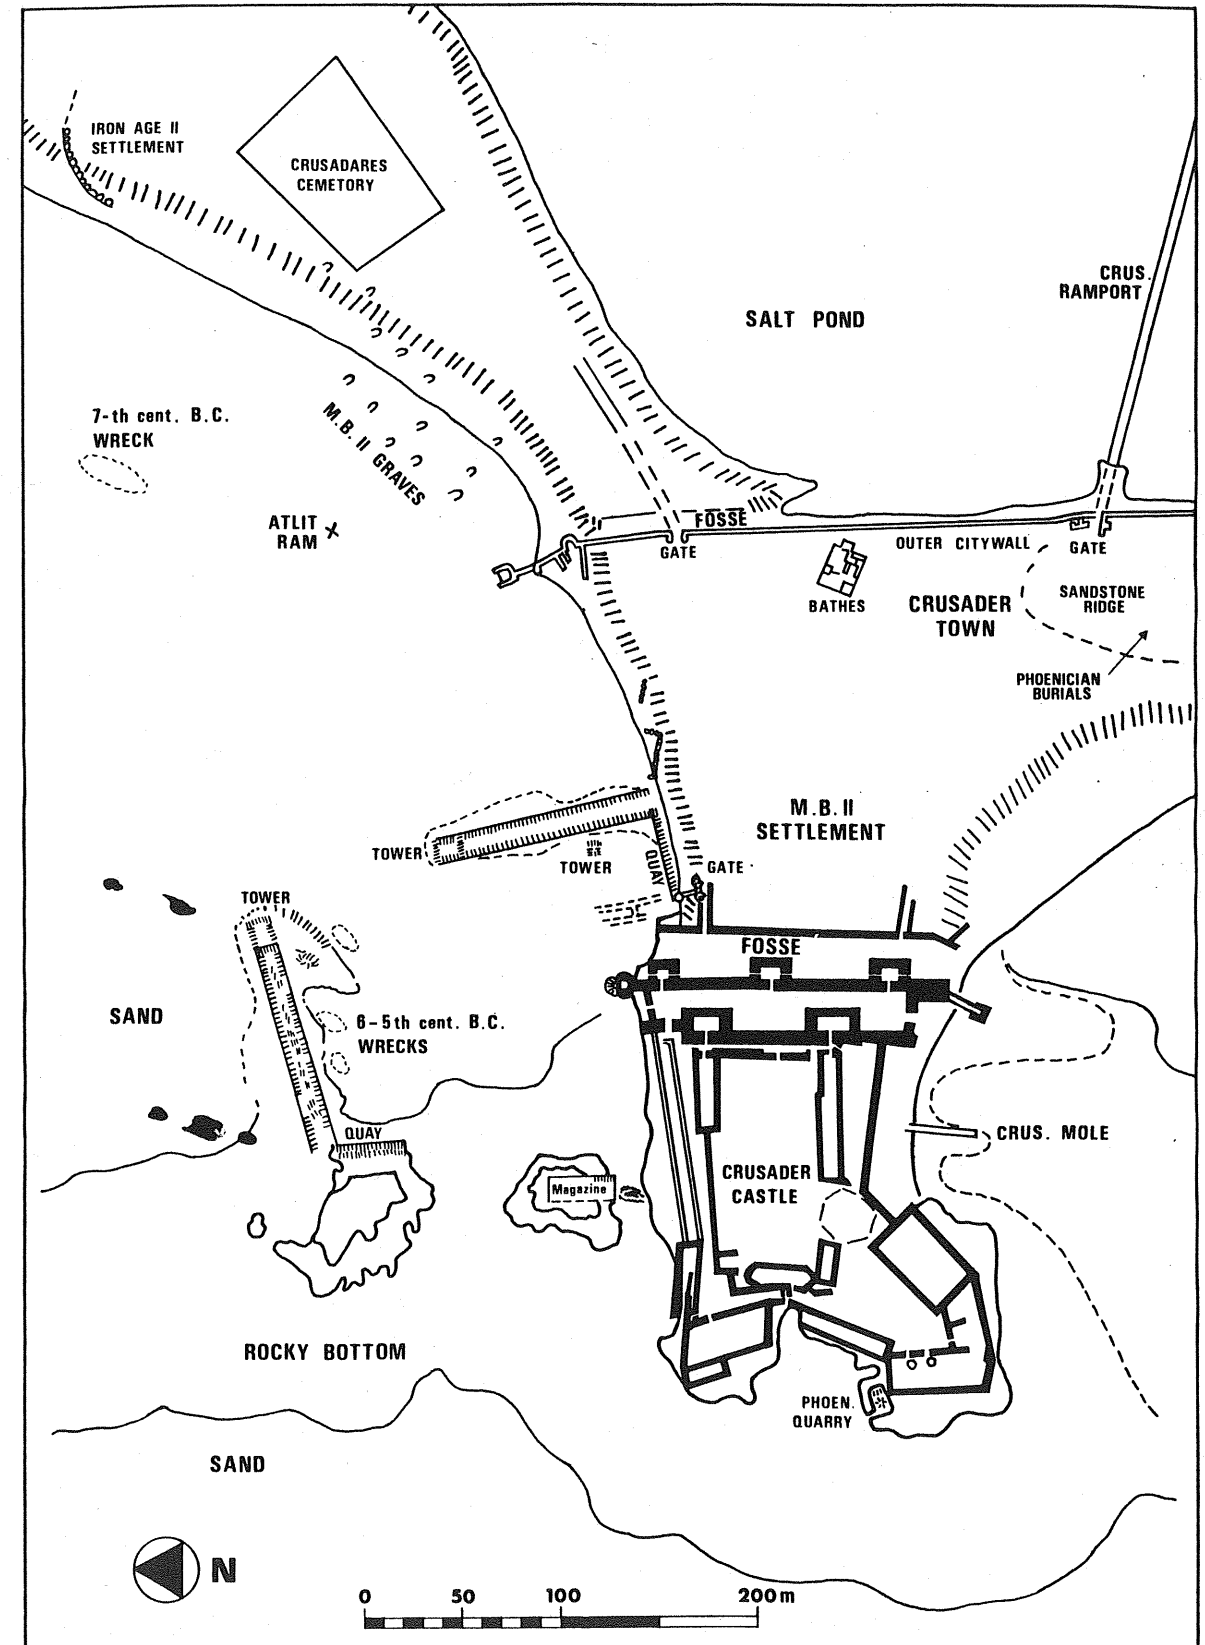 IRON AGE II
SETTLEMENT
CRUSADARES
CEMETORY
CRUS.
RAMPORT
SALT POND
7-th cent. B.C.
WRECK
M.B. II GRAVES
ATLIT
RAM
FOSSE
GATE
OUTER CITYWALL
GATE
BATHES
CRUSADER
TOWN
SANDSTONE
RIDGE
PHOENICIAN
BURIALS
M.B.II
SETTLEMENT
TOWER
TOWER
QUAY
GATE
TOWER
FOSSE
SAND
6-5th cent. B.C.
WRECKS
QUAY
CRUS. MOLE
Magazine
CRUSADER
CASTLE
ROCKY BOTTOM
PHOEN.
QUARRY
SAND
N
0 50 100 200m